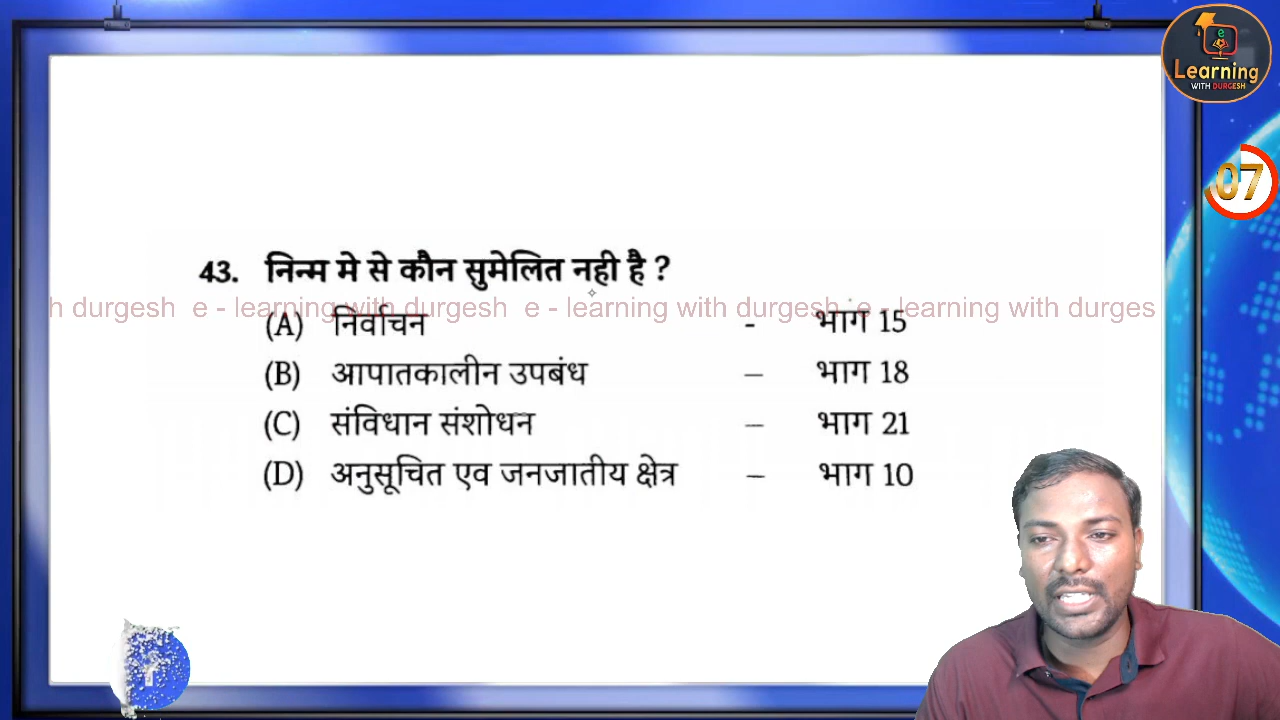 e
Learning
WITH DURGESH
07
43. निन्म मे से कौन सुमेलित नही है ?
h durgesh e - learning with durgesh e - learning with durgesh e - learning with durges
(A) निर्वाचन - भाग 15
(B) आपातकालीन उपबंध – भाग 18
(C) संविधान संशोधन – भाग 21
(D) अनुसूचित एव जनजातीय क्षेत्र – भाग 10